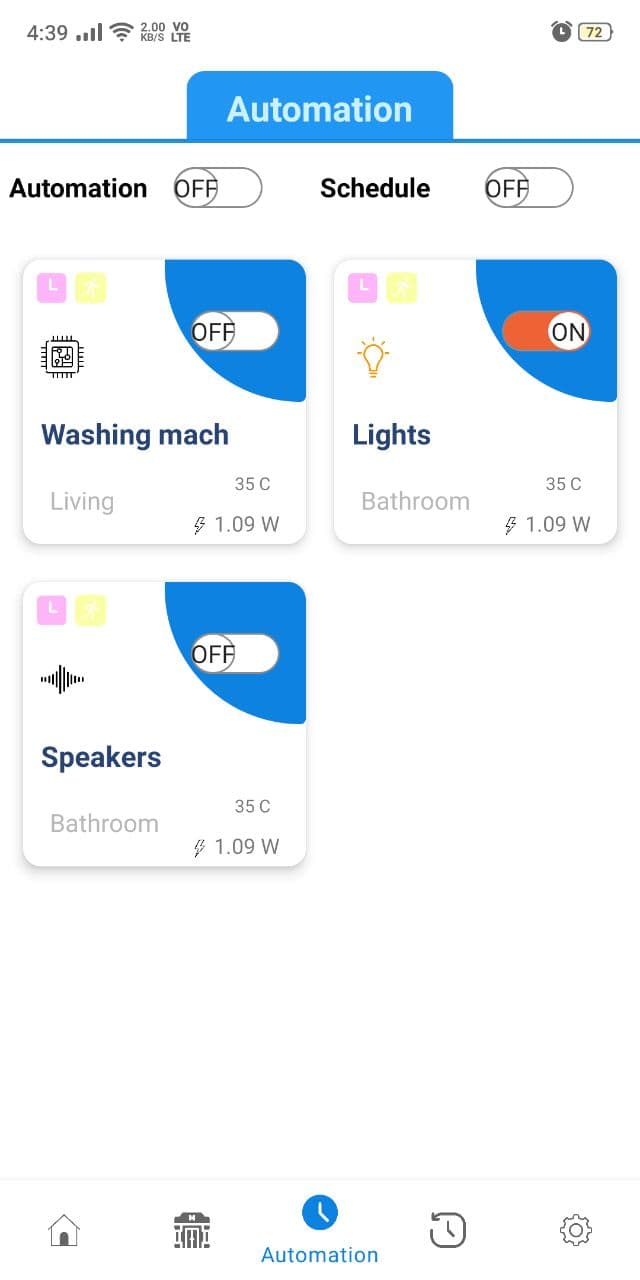 4:39 2.00 KB/S VO LTE 72
Automation
Automation OFF Schedule OFF
OFF
Washing mach
35 C
Living
1.09 W
ON
Lights
35 C
Bathroom
1.09 W
OFF
Speakers
35 C
Bathroom
1.09 W
Automation